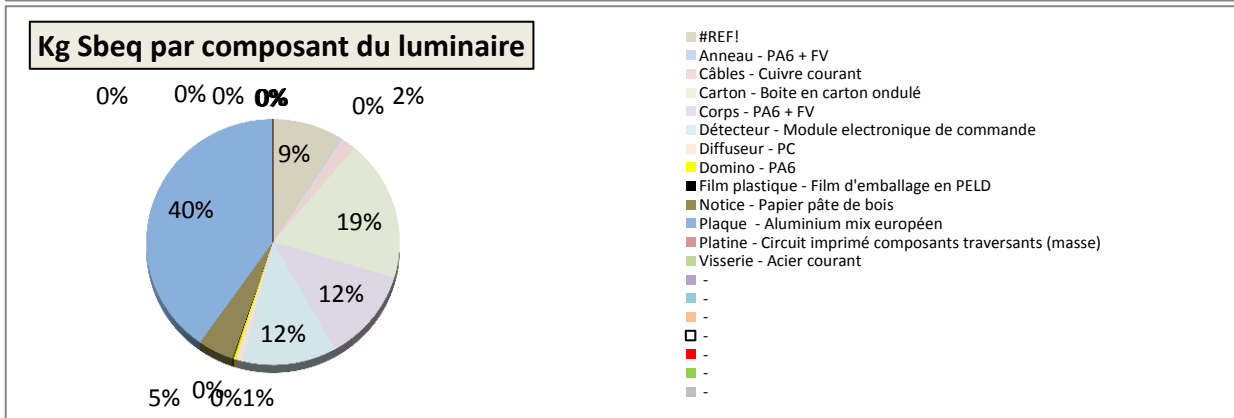 Kg Sbeq par composant du luminaire
0% 0% 0% 0% 0% 2%
9%
40%
19%
12%
12%
5% 0% 0% 1%
#REF!
Anneau - PA6 + FV
Câbles - Cuivre courant
Carton - Boite en carton ondulé
Corps - PA6 + FV
Détecteur - Module electronique de commande
Diffuseur - PC
Domino - PA6
Film plastique - Film d'emballage en PELD
Notice - Papier pâte de bois
Plaque - Aluminium mix européen
Platine - Circuit imprimé composants traversants (masse)
Visserie - Acier courant
-
-
-
-
-
-
-